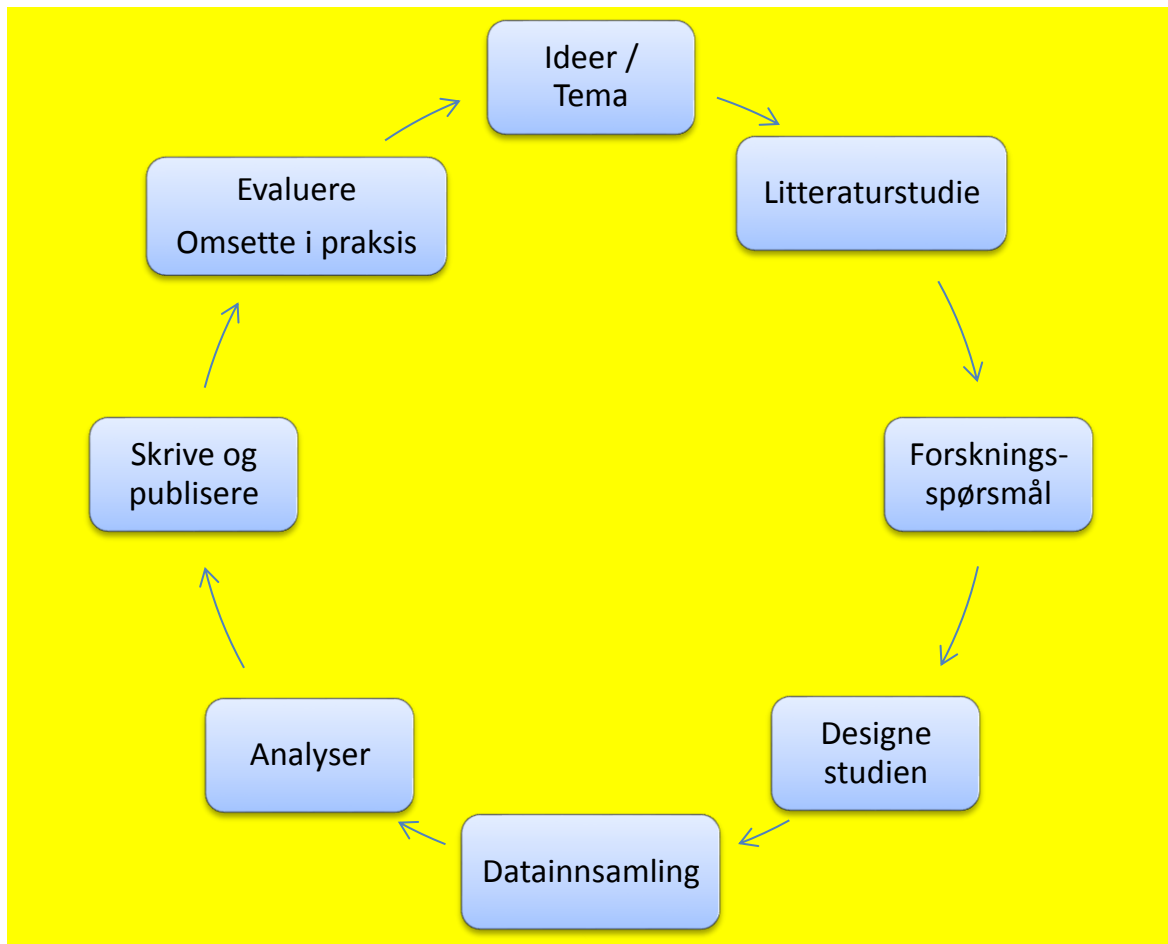 Ideer /
Tema
Litteraturstudie
Forsknings-
spørsmål
Designe
studien
Datainnsamling
Analyser
Skrive og
publisere
Evaluere
Omsette i praksis